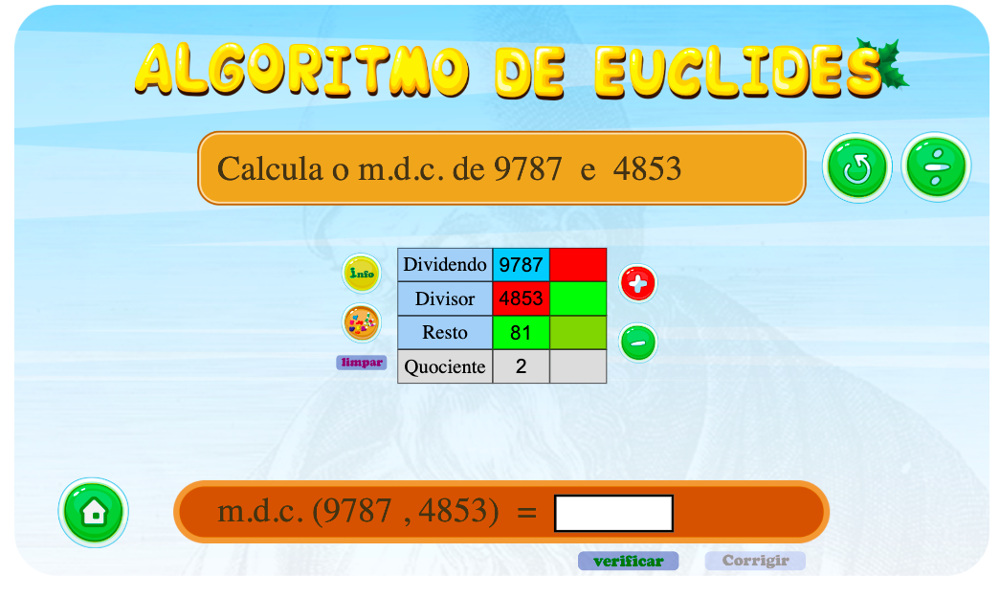 ALGORITMO DE EUCLIDES
Calcula o m.d.c. de 9787 e 4853
Info
limpar
Dividendo 9787
Divisor 4853
Resto 81
Quociente 2
m.d.c. (9787 , 4853) =
verificar Corrigir